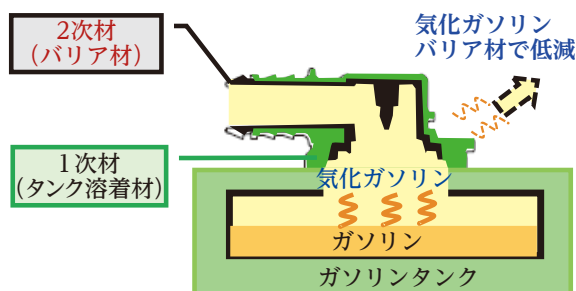 2次材
(バリア材)
気化ガソリン
バリア材で低減
1次材
(タンク溶着材)
気化ガソリン
ガソリン
ガソリンタンク